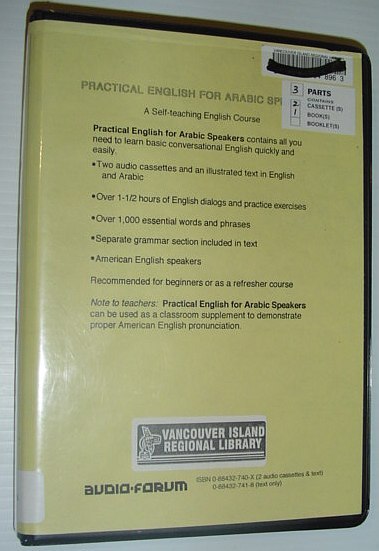 VANCOUVER ISLAND REGIONAL
896 3
3 PARTS
CONTAINS
2 CASSETTE(S)
1 BOOK(S)
BOOKLET(S)
PRACTICAL ENGLISH FOR ARABIC
A Self-teaching English Course
Practical English for Arabic Speakers contains all you
need to learn basic conversational English quickly and
easily.
•Two audio cassettes and an illustrated text in English
and Arabic
•Over 1-1/2 hours of English dialogs and practice exercises
•Over 1,000 essential words and phrases
•Separate grammar section included in text
•American English speakers
Recommended for beginners or as a refresher course
Note to teachers: Practical English for Arabic Speakers
can be used as a classroom supplement to demonstrate
proper American English pronunciation.
VANCOUVER ISLAND
REGIONAL LIBRARY
AUDIO•FORUM
ISBN 0-88432-740-X (2 audio cassettes & text)
0-88432-741-8 (text only)